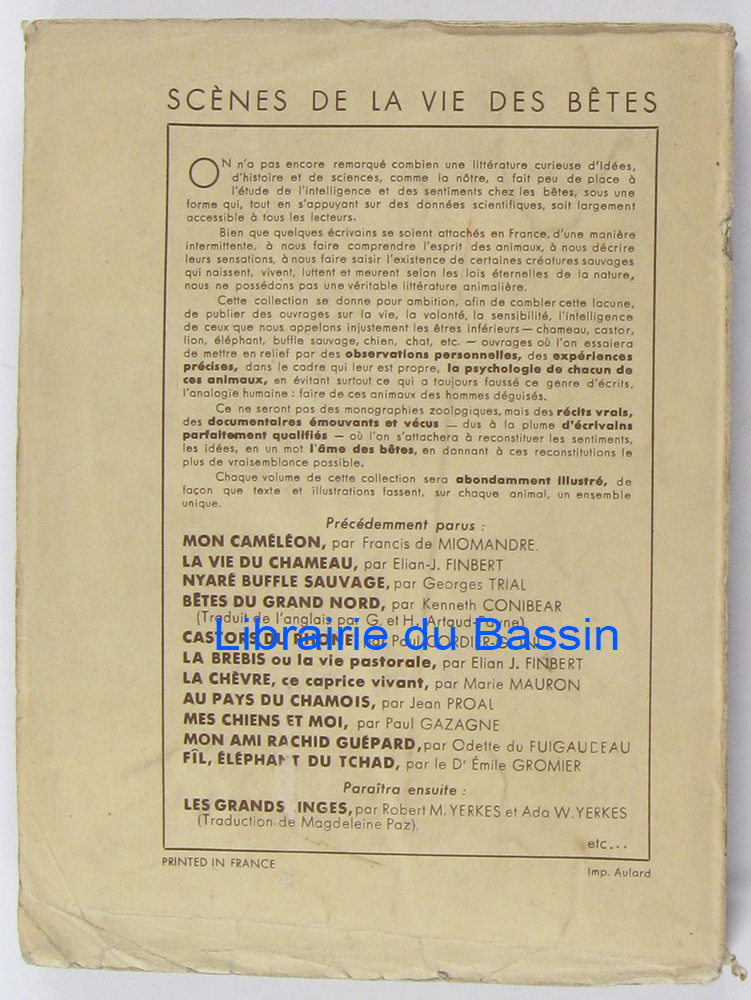 SCÈNES DE LA VIE DES BÊTES
ON n'a pas encore remarqué combien une littérature curieuse d'idées,
d'histoire et de sciences, comme la nôtre, a fait peu de place à
l'étude de l'intelligence et des sentiments chez les bêtes, sous une
forme qui, tout en s'appuyant sur des données scientifiques, soit largement
accessible à tous les lecteurs.
Bien que quelques écrivains se soient attachés en France, d'une manière
intermittente, à nous faire comprendre l'esprit des animaux, à nous décrire
leurs sensations, à nous faire saisir l'existence de certaines créatures sauvages
qui naissent, vivent, luttent et meurent selon les lois éternelles de la nature,
nous ne possédons pas une véritable littérature animalière.
Cette collection se donne pour ambition, afin de combler cette lacune,
de publier des ouvrages sur la vie, la volonté, la sensibilité, l'intelligence
de ceux que nous appelons injustement les êtres inférieurs — chameau, castor,
lion, éléphant, buffle sauvage, chien, chat, etc. — ouvrages où l'on essaiera
de mettre en relief par des observations personnelles, des expériences
précises, dans le cadre qui leur est propre, la psychologie de chacun de
ces animaux, en évitant surtout ce qui a toujours faussé ce genre d'écrits,
l'analogie humaine : faire de ces animaux des hommes déguisés.
Ce ne seront pas des monographies zoologiques, mais des récits vrais,
des documentaires émouvants et vécus — dus à la plume d'écrivains
parfaitement qualifiés — où l'on s'attachera à reconstituer les sentiments,
les idées, en un mot l'âme des bêtes, en donnant à ces reconstitutions le
plus de vraisemblance possible.
Chaque volume de cette collection sera abondamment illustré, de
façon que texte et illustrations fassent, sur chaque animal, un ensemble
unique.
Précédemment parus :
MON CAMÉLÉON, par Francis de MIOMANDRE.
LA VIE DU CHAMEAU, par Elian-J. FINBERT
NYARÉ BUFFLE SAUVAGE, par Georges TRIAL
BÊTES DU GRAND NORD, par Kenneth CONIBEAR
(Traduit de l'anglais par G. et H.
Librairie du Bassin
CASTORS DU RHONE, par Paul CORDIER
LA BREBIS ou la vie pastorale, par Elian J. FINBERT
LA CHÈVRE, ce caprice vivant, par Marie MAURON
AU PAYS DU CHAMOIS, par Jean PROAL
MES CHIENS ET MOI, par Paul GAZAGNE
MON AMI RACHID GUÉPARD, par Odette du PUIGAUDEAU
FÎL, ÉLÉPHANT DU TCHAD, par le Dr Émile GROMIER
Paraîtra ensuite :
LES GRANDS INGES, par Robert M. YERKES et Ada W. YERKES
(Traduction de Magdeleine Paz).
etc...
PRINTED IN FRANCE
Imp. Aulard